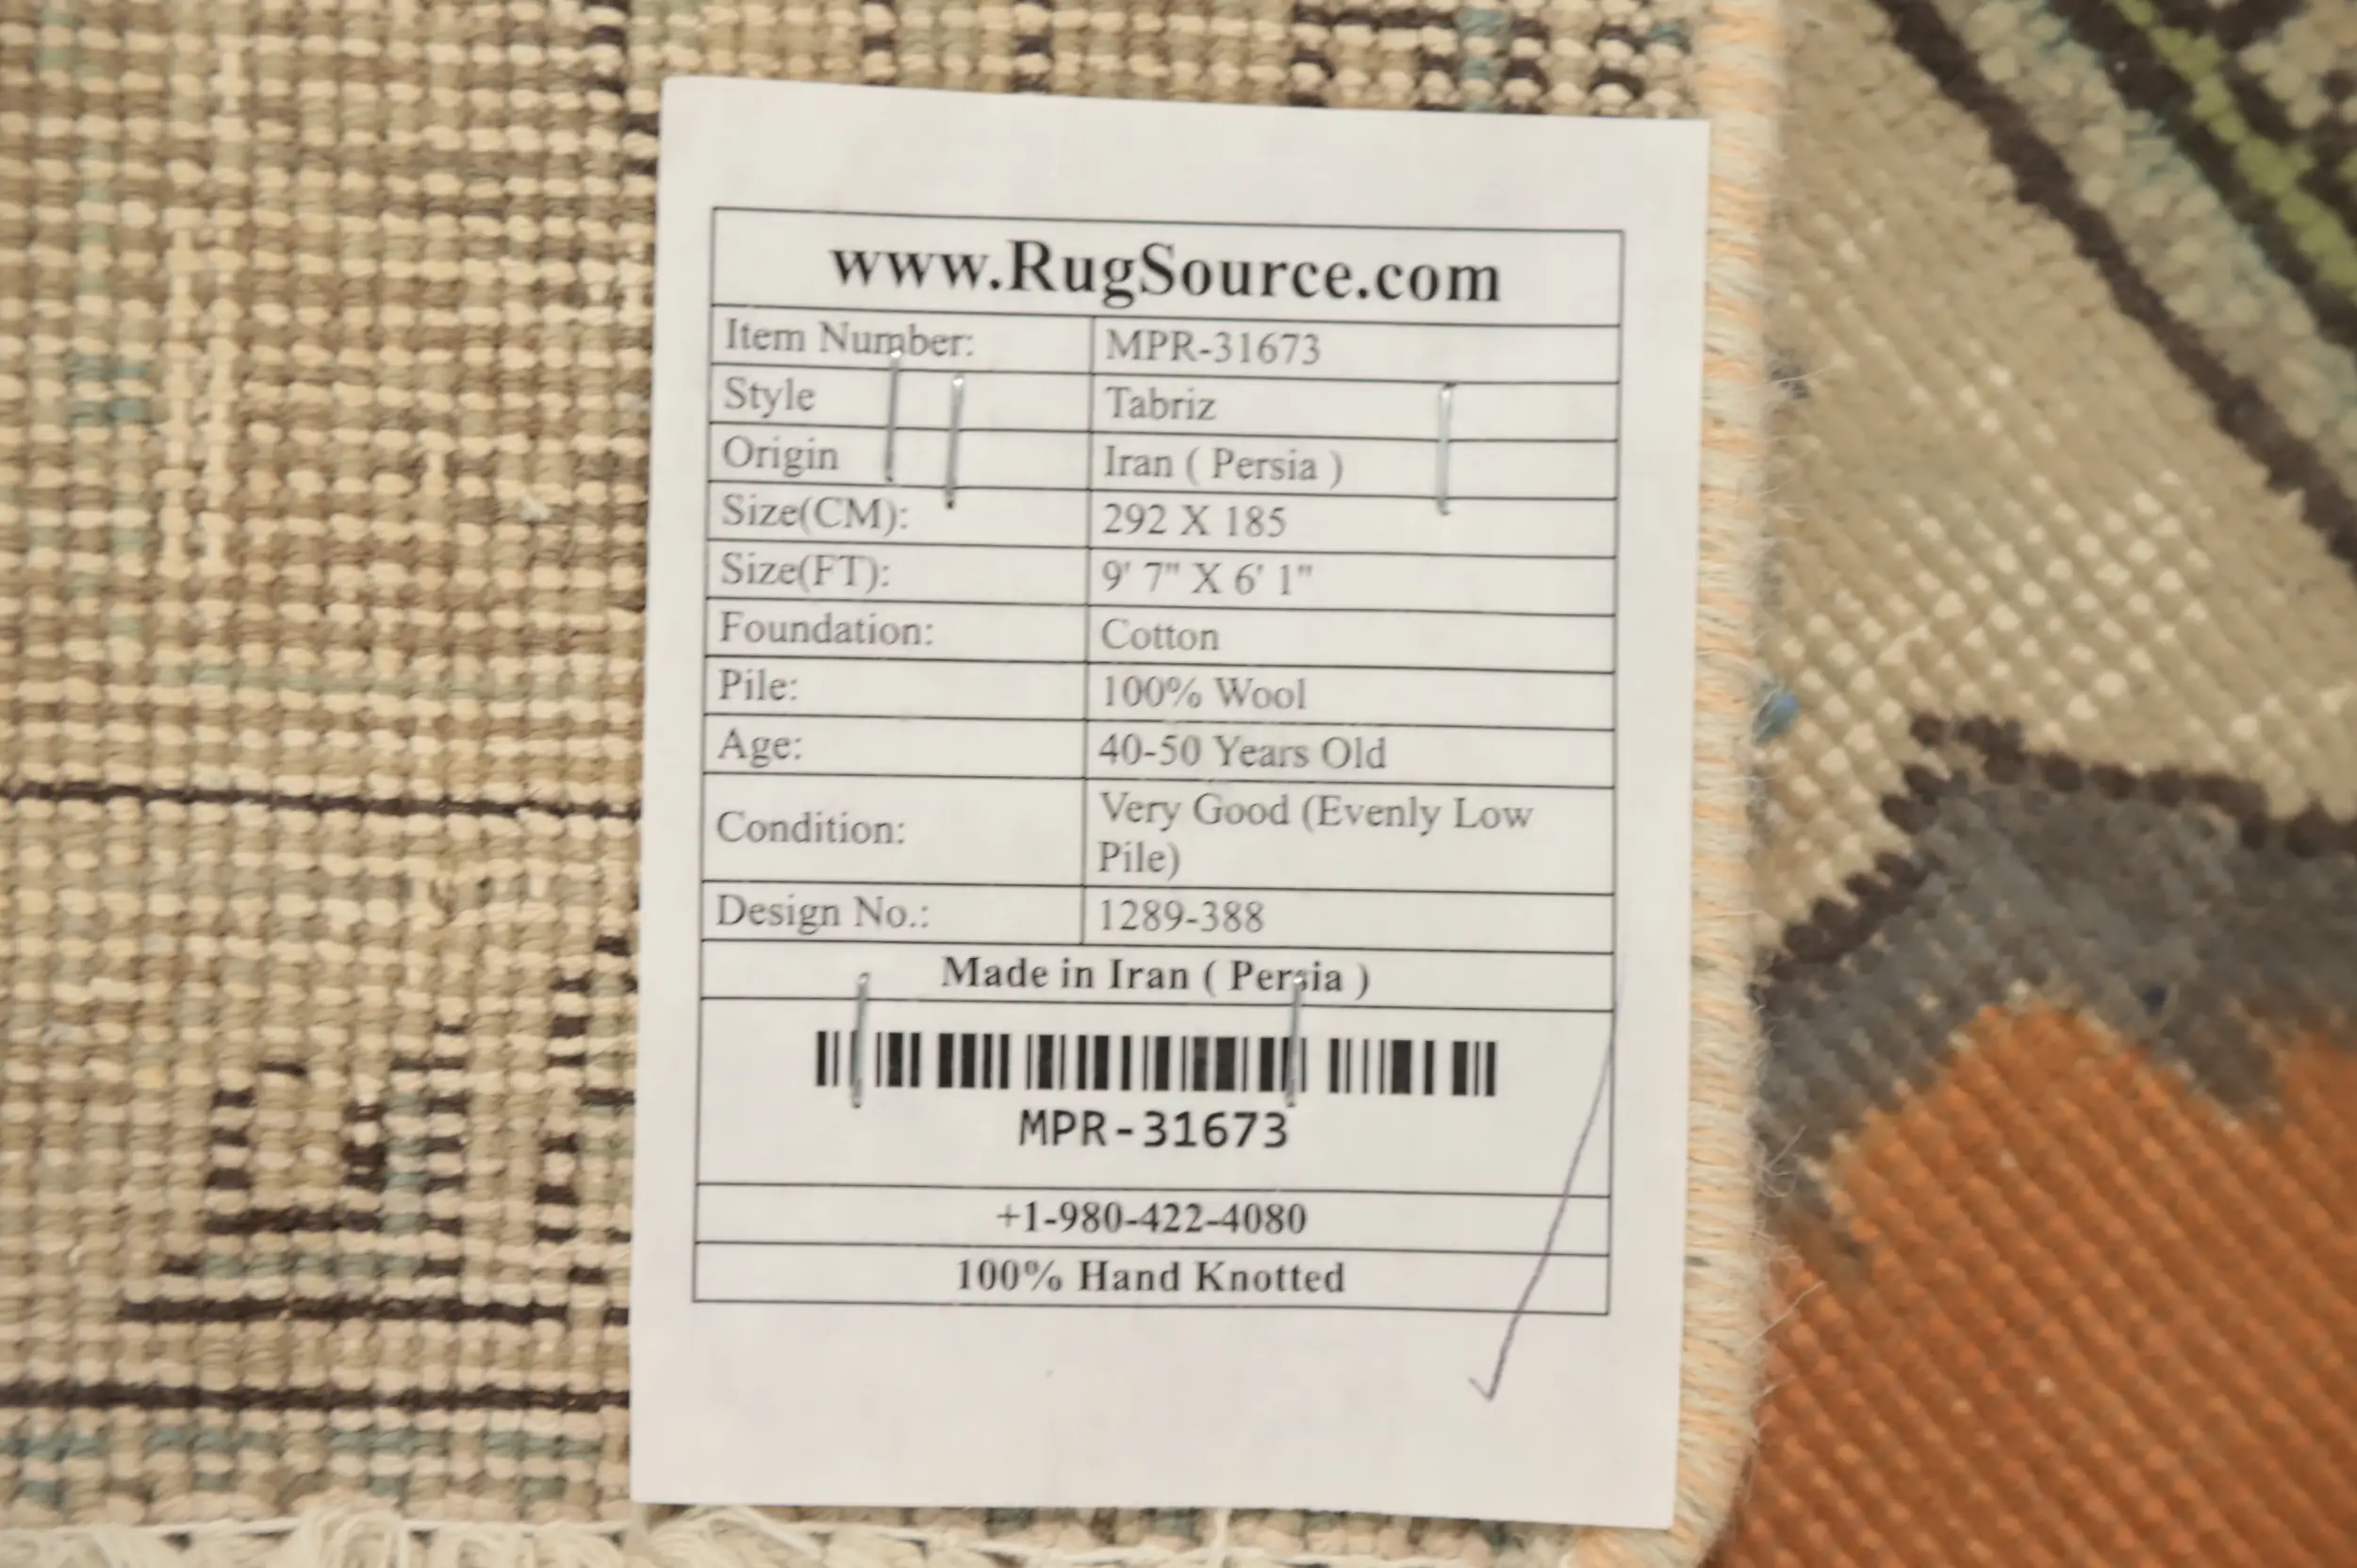 www.RugSource.com
Item Number: MPR-31673
Style Tabriz
Origin Iran ( Persia )
Size(CM): 292 X 185
Size(FT): 9' 7" X 6' 1"
Foundation: Cotton
Pile: 100% Wool
Age: 40-50 Years Old
Condition: Very Good (Evenly Low
Pile)
Design No.: 1289-388
Made in Iran ( Persia )
MPR-31673
+1-980-422-4080
100% Hand Knotted